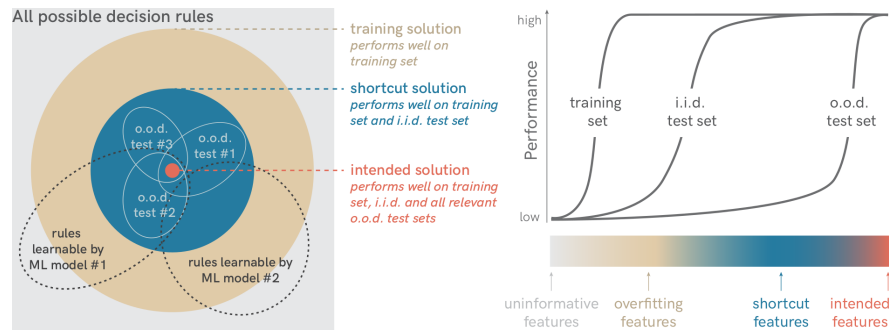 All possible decision rules
training solution
performs well on
training set
shortcut solution
performs well on training
set and i.i.d. test set
intended solution
performs well on training
set, i.i.d. and all relevant
o.o.d. test sets
o.o.d.
test #3
o.o.d.
test #1
o.o.d.
test #2
rules
learnable by
ML model #1
rules learnable by
ML model #2
high
Performance
low
training
set
i.i.d.
test set
o.o.d.
test set
uninformative
features
overfitting
features
shortcut
features
intended
features